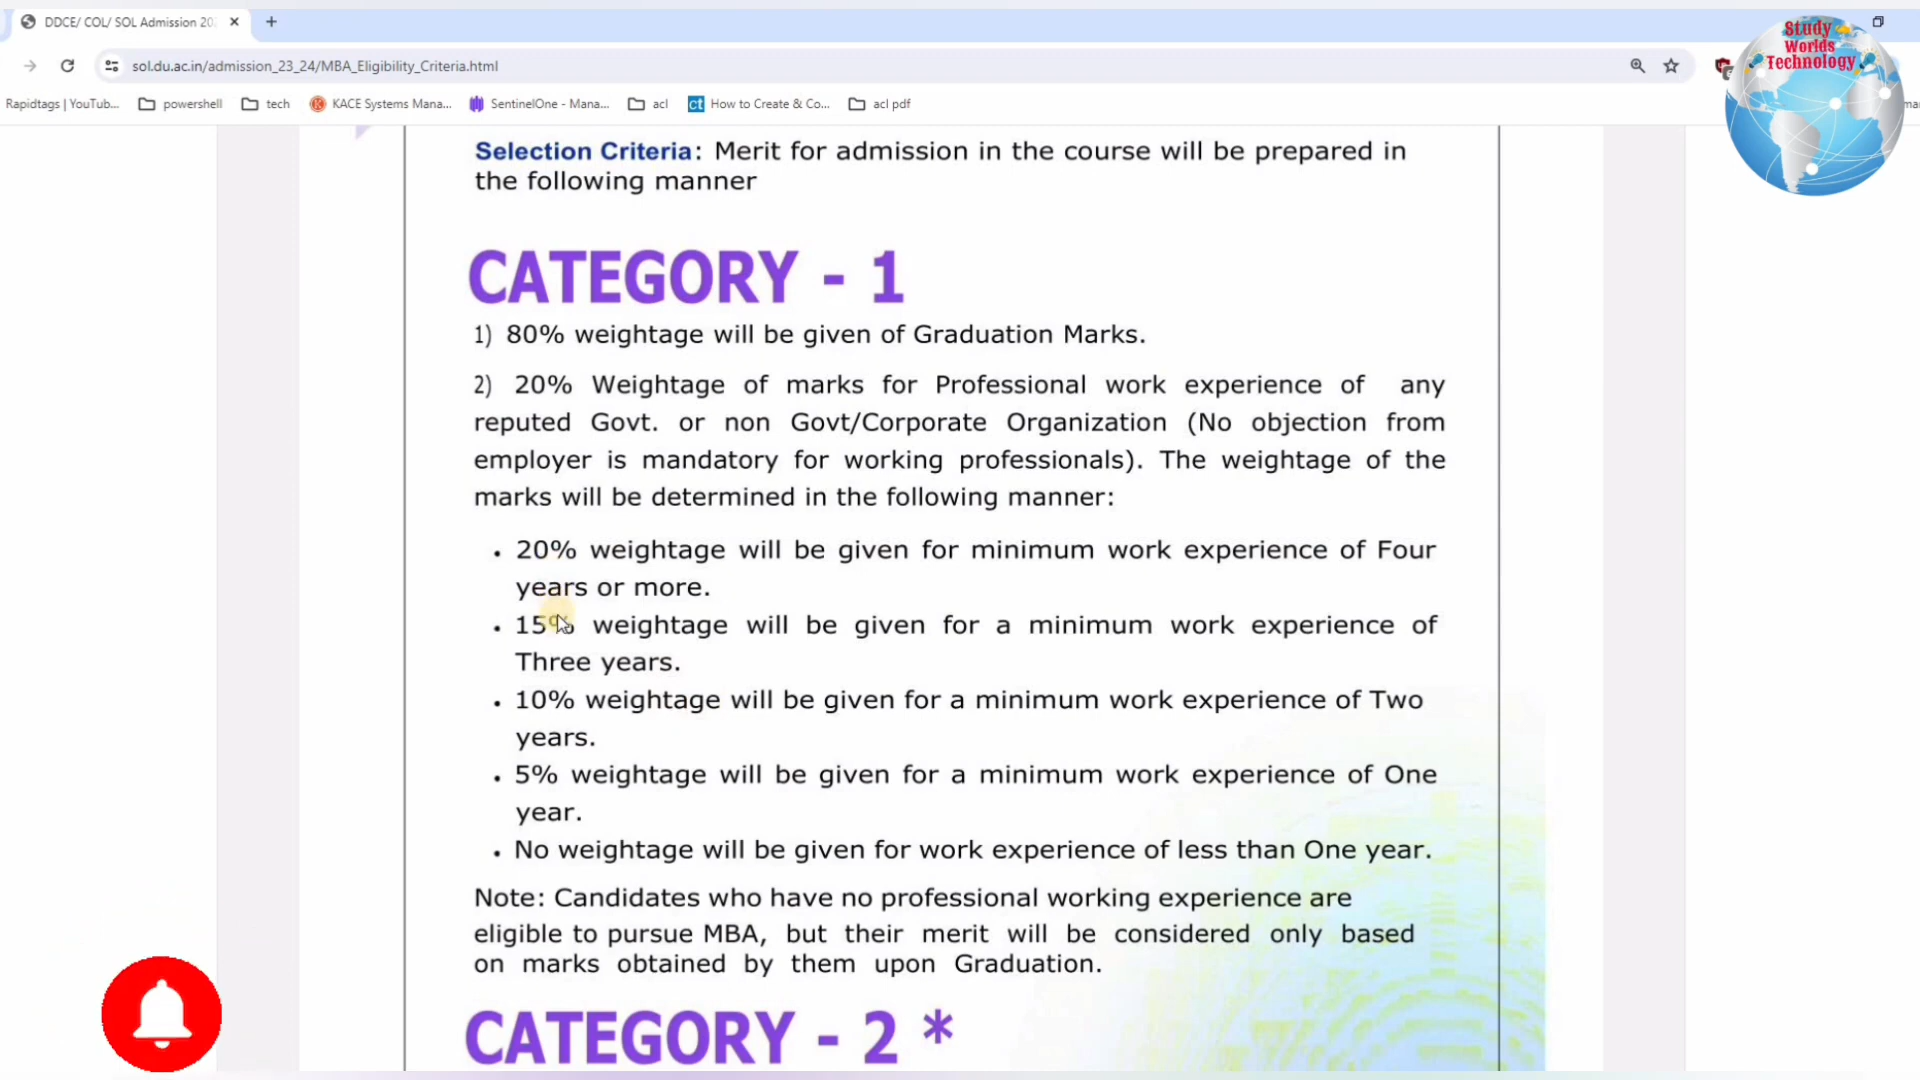 DDCE/ COL/ SOL Admission 20
sol.du.ac.in/admission_23_24/MBA_Eligibility_Criteria.html
Rapidtags | YouTub... powershell tech KACE Systems Mana... SentinelOne - Mana... acl How to Create & Co... acl pdf
Study
Worlds
Technology
Selection Criteria: Merit for admission in the course will be prepared in
the following manner
CATEGORY - 1
1) 80% weightage will be given of Graduation Marks.
2) 20% Weightage of marks for Professional work experience of any
reputed Govt. or non Govt/Corporate Organization (No objection from
employer is mandatory for working professionals). The weightage of the
marks will be determined in the following manner:
• 20% weightage will be given for minimum work experience of Four
years or more.
• 15% weightage will be given for a minimum work experience of
Three years.
• 10% weightage will be given for a minimum work experience of Two
years.
• 5% weightage will be given for a minimum work experience of One
year.
• No weightage will be given for work experience of less than One year.
Note: Candidates who have no professional working experience are
eligible to pursue MBA, but their merit will be considered only based
on marks obtained by them upon Graduation.
CATEGORY - 2 *